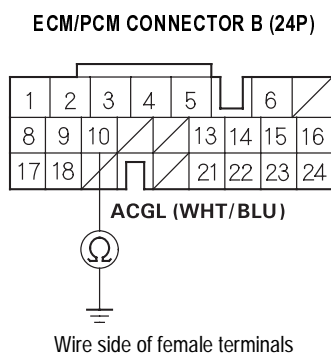 ECM/PCM CONNECTOR B (24P)
1 2 3 4 5 6
8 9 10 13 14 15 16
17 18 21 22 23 24
ACGL (WHT/BLU)
Ω
Wire side of female terminals